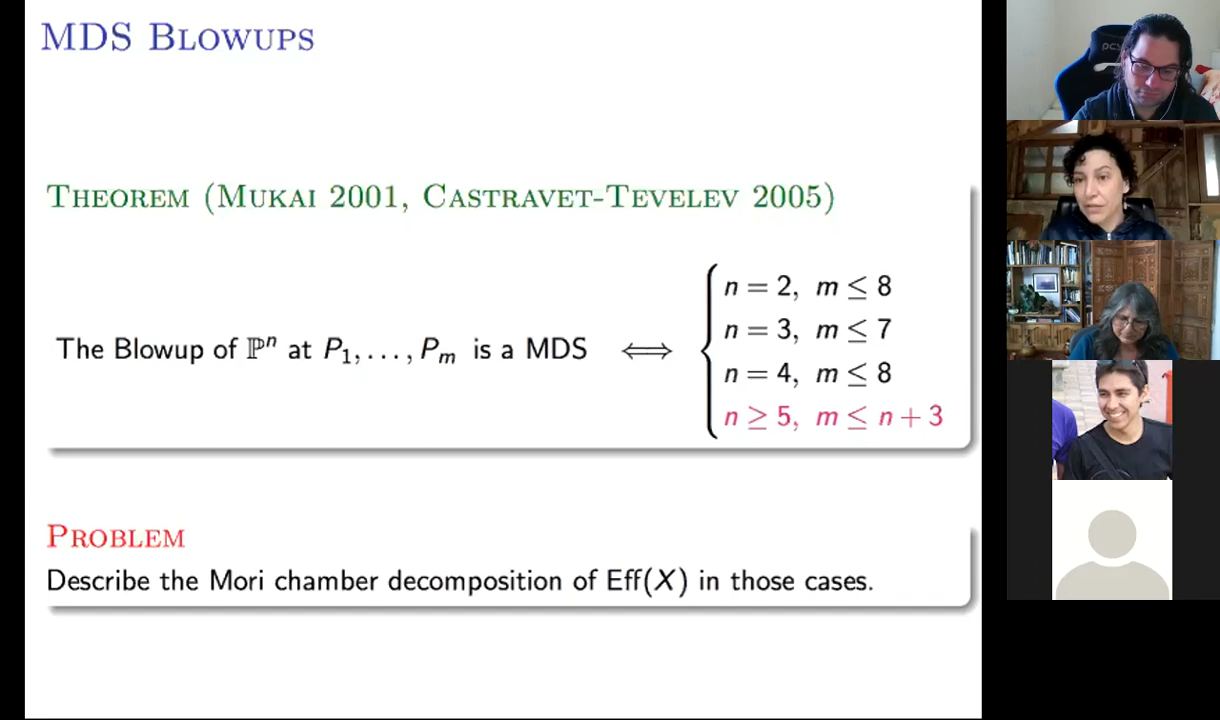 MDS BLOWUPS
THEOREM (MUKAI 2001, CASTRAVET-TEVELEV 2005)
The Blowup of ℙⁿ at P₁, . . . , Pₘ is a MDS ⟺
n = 2, m ≤ 8
n = 3, m ≤ 7
n = 4, m ≤ 8
n ≥ 5, m ≤ n + 3
PROBLEM
Describe the Mori chamber decomposition of Eff(X) in those cases.